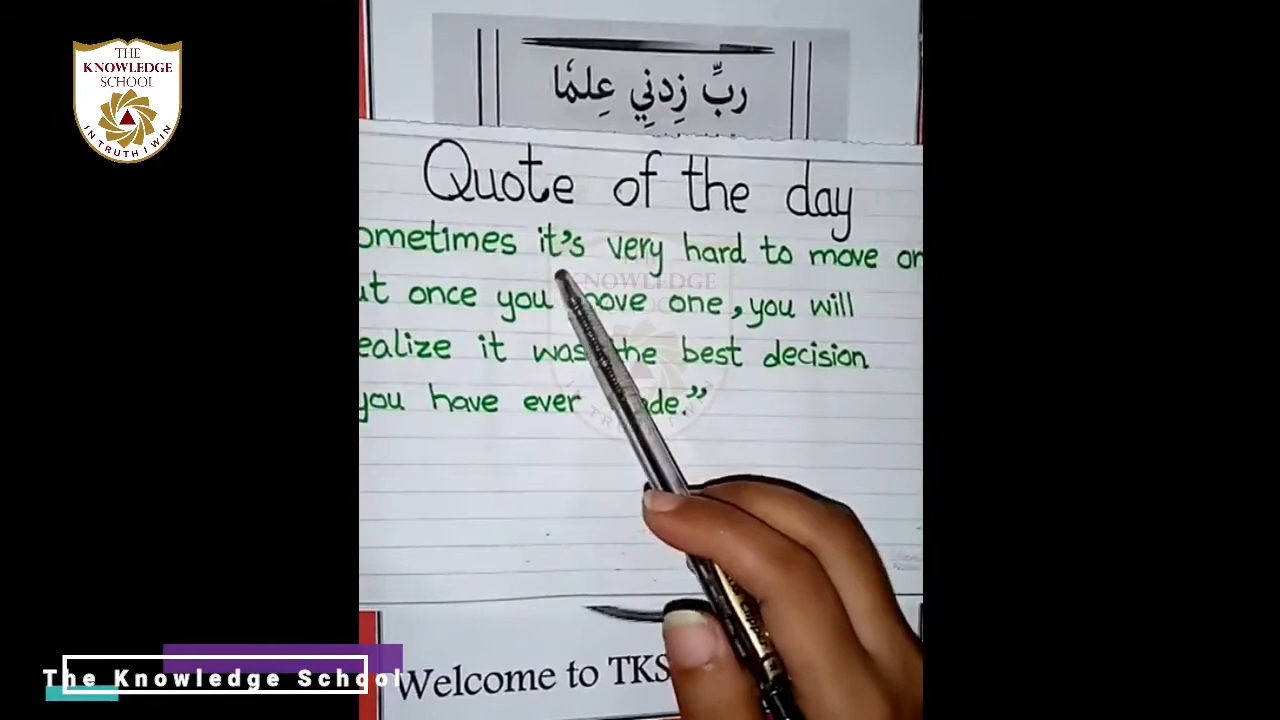 THE
KNOWLEDGE
SCHOOL
IN TRUTH I WIN
رَبِّ زِدنِي عِلمًا
Quote of the day
ometimes it's very hard to move on
ut once you move one, you will
ealize it was the best decision
you have ever made."
KNOWLEDGE
The Knowledge School
Welcome to TKS